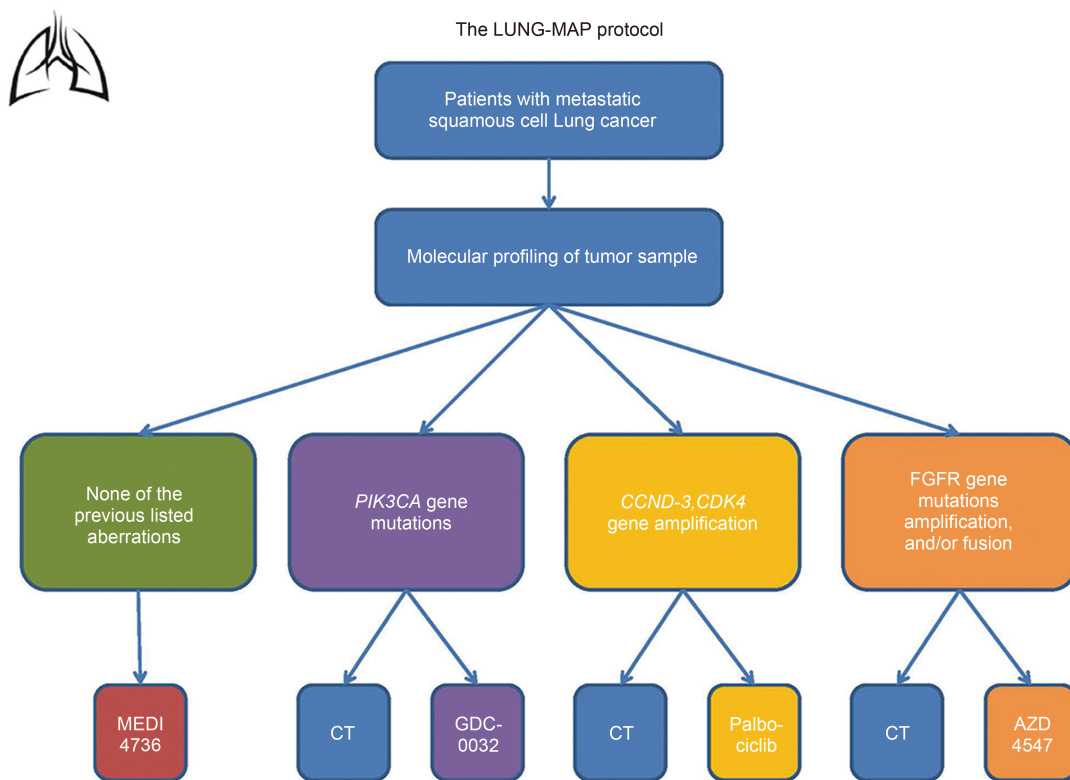 The LUNG-MAP protocol
Patients with metastatic
squamous cell Lung cancer
Molecular profiling of tumor sample
None of the
previous listed
aberrations
PIK3CA gene
mutations
CCND-3,CDK4
gene amplification
FGFR gene
mutations
amplification,
and/or fusion
MEDI
4736
CT
GDC-
0032
CT
Palbo-
ciclib
CT
AZD
4547